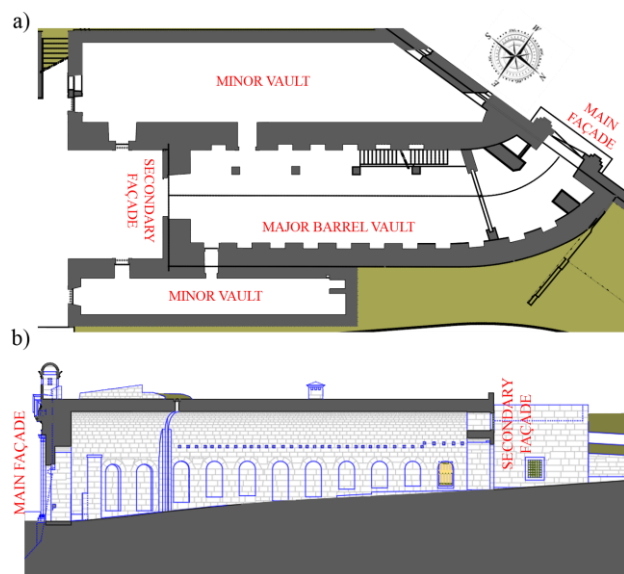 a)
MINOR VAULT
W
S
N
E
MAIN
FAÇADE
SECONDARY
FAÇADE
MAJOR BARREL VAULT
MINOR VAULT
b)
MAIN FAÇADE
SECONDARY
FAÇADE